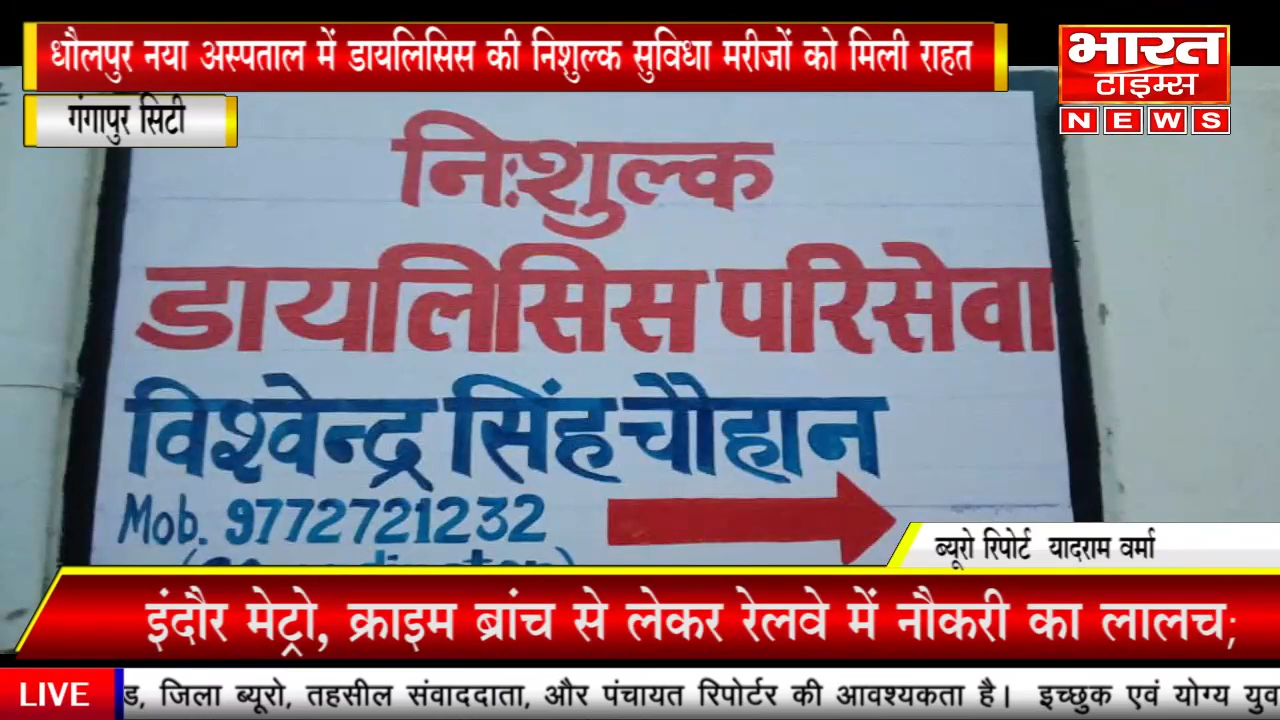 धौलपुर नया अस्पताल में डायलिसिस की निशुल्क सुविधा मरीजों को मिली राहत
भारत
टाइम्स
NEWS
गंगापुर सिटी
निःशुल्क
डायलिसिस परिसेवा
विश्वेन्द्र सिंह चौहान
Mob. 9772721232
ब्यूरो रिपोर्ट यादराम वर्मा
इंदौर मेट्रो, क्राइम ब्रांच से लेकर रेलवे में नौकरी का लालच;
LIVE
ड, जिला ब्यूरो, तहसील संवाददाता, और पंचायत रिपोर्टर की आवश्यकता है। इच्छुक एवं योग्य युव